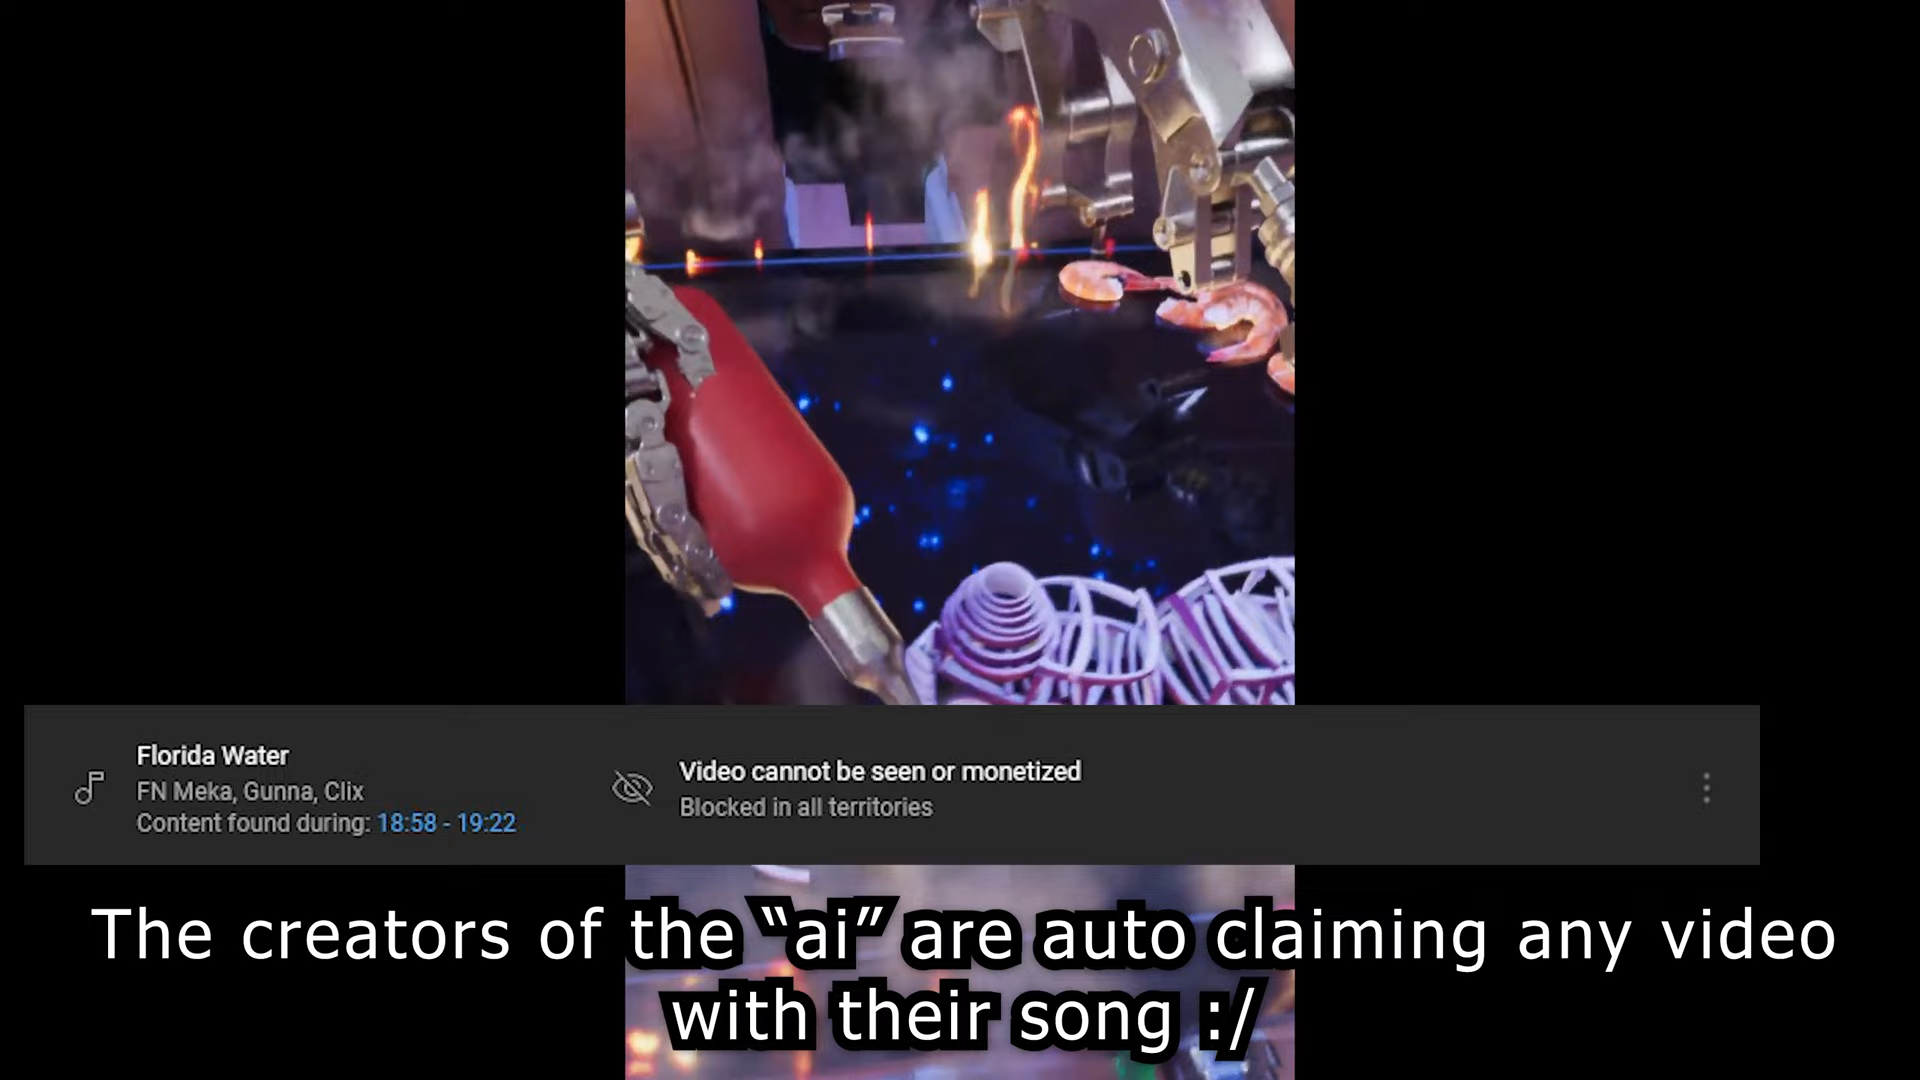 Florida Water
FN Meka, Gunna, Clix
Content found during: 18:58 - 19:22
Video cannot be seen or monetized
Blocked in all territories
The creators of the “ai” are auto claiming any video
with their song :/